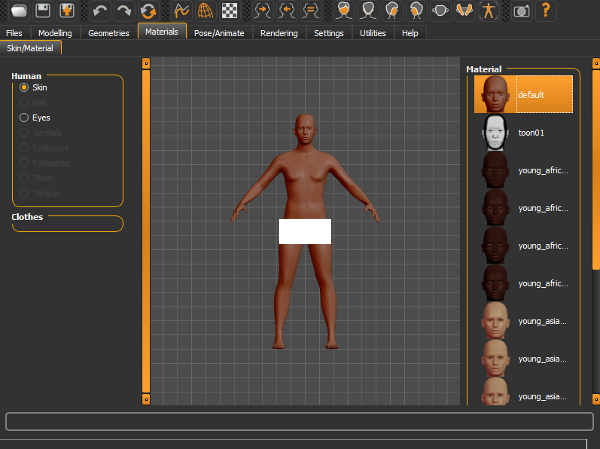 Files Modelling Geometries Materials Pose/Animate Rendering Settings Utilities Help
Skin/Material
Human
Skin
Hair
Eyes
Genitals
Eyebrows
Eyelashes
Teeth
Tongue
Clothes
Material
default
toon01
young_afric...
young_afric...
young_afric...
young_afric...
young_asia...
young_asia...
young_asia...